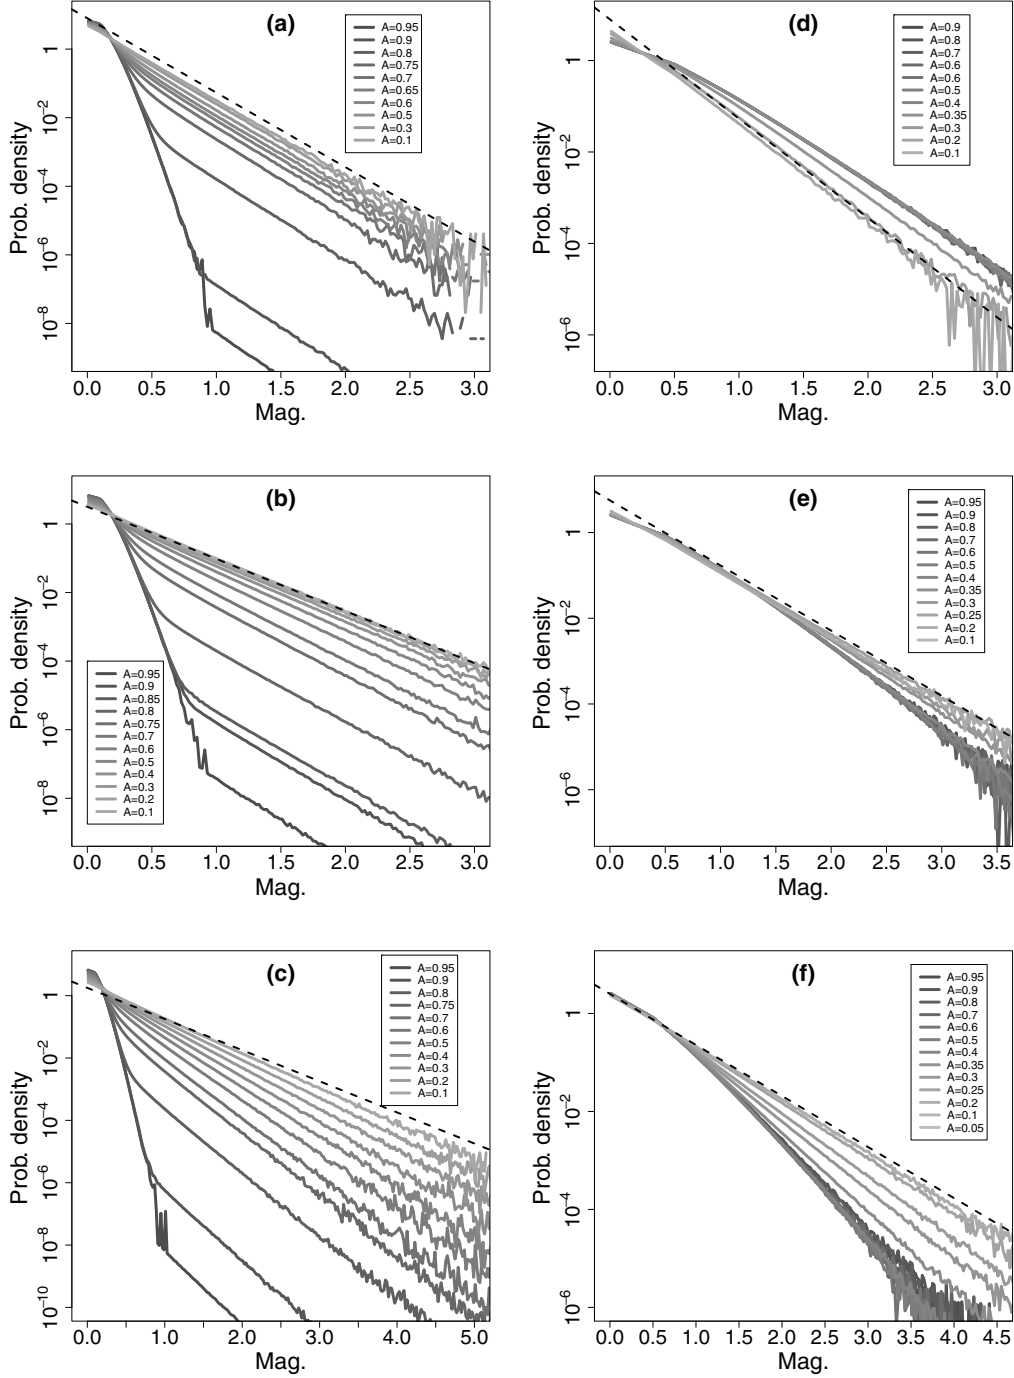 (a)
A=0.95
A=0.9
A=0.8
A=0.75
A=0.7
A=0.65
A=0.6
A=0.5
A=0.3
A=0.1
Prob. density
1
10−2
10−4
10−6
10−8
0.0 0.5 1.0 1.5 2.0 2.5 3.0
Mag.
(d)
A=0.9
A=0.8
A=0.7
A=0.6
A=0.6
A=0.5
A=0.4
A=0.35
A=0.3
A=0.2
A=0.1
Prob. density
1
10−2
10−4
10−6
0.0 0.5 1.0 1.5 2.0 2.5 3.0
Mag.
(b)
A=0.95
A=0.9
A=0.85
A=0.8
A=0.75
A=0.7
A=0.6
A=0.5
A=0.4
A=0.3
A=0.2
A=0.1
Prob. density
1
10−2
10−4
10−6
10−8
0.0 0.5 1.0 1.5 2.0 2.5 3.0
Mag.
(e)
A=0.95
A=0.9
A=0.8
A=0.7
A=0.6
A=0.5
A=0.4
A=0.35
A=0.3
A=0.25
A=0.2
A=0.1
Prob. density
1
10−2
10−4
10−6
0.0 0.5 1.0 1.5 2.0 2.5 3.0 3.5
Mag.
(c)
A=0.95
A=0.9
A=0.8
A=0.75
A=0.7
A=0.6
A=0.5
A=0.4
A=0.3
A=0.2
A=0.1
Prob. density
1
10−2
10−4
10−6
10−8
10−10
0.0 1.0 2.0 3.0 4.0 5.0
Mag.
(f)
A=0.95
A=0.9
A=0.8
A=0.7
A=0.6
A=0.5
A=0.4
A=0.35
A=0.3
A=0.25
A=0.2
A=0.1
A=0.05
Prob. density
1
10−2
10−4
10−6
0.0 0.5 1.0 1.5 2.0 2.5 3.0 3.5 4.0 4.5
Mag.